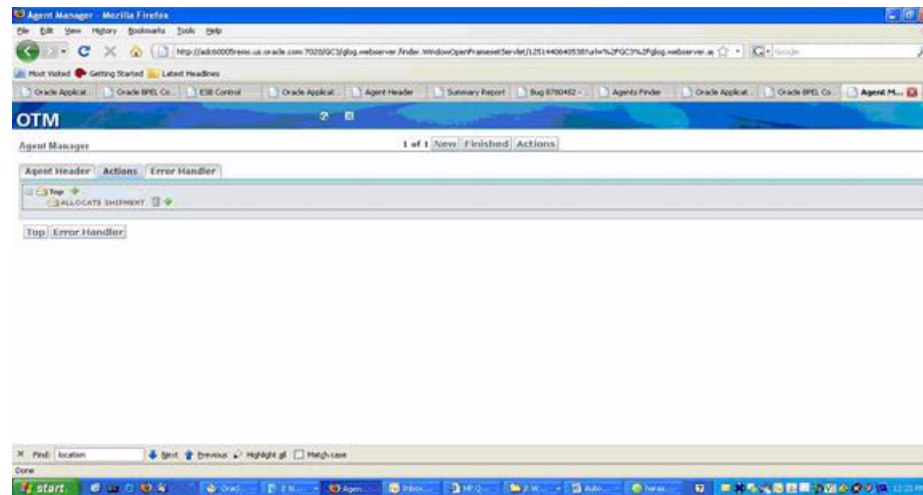 Agent Manager - Mozilla Firefox
File Edit View History Bookmarks Tools Help
Most Visited Getting Started Latest Headlines
Oracle Applicat... Oracle BPEL Co... ESB Control Oracle Applicat... Agent Header Summary Report Bug 8780482 - ... Agents Finder Oracle Applicat... Oracle BPEL Co... Agent M...
OTM
Agent Manager 1 of 1 New Finished Actions
Agent Header Actions Error Handler
Top
ALLOCATE SHIPMENT
Top Error Handler
Find: location Next Previous Highlight all Match case
Done
start